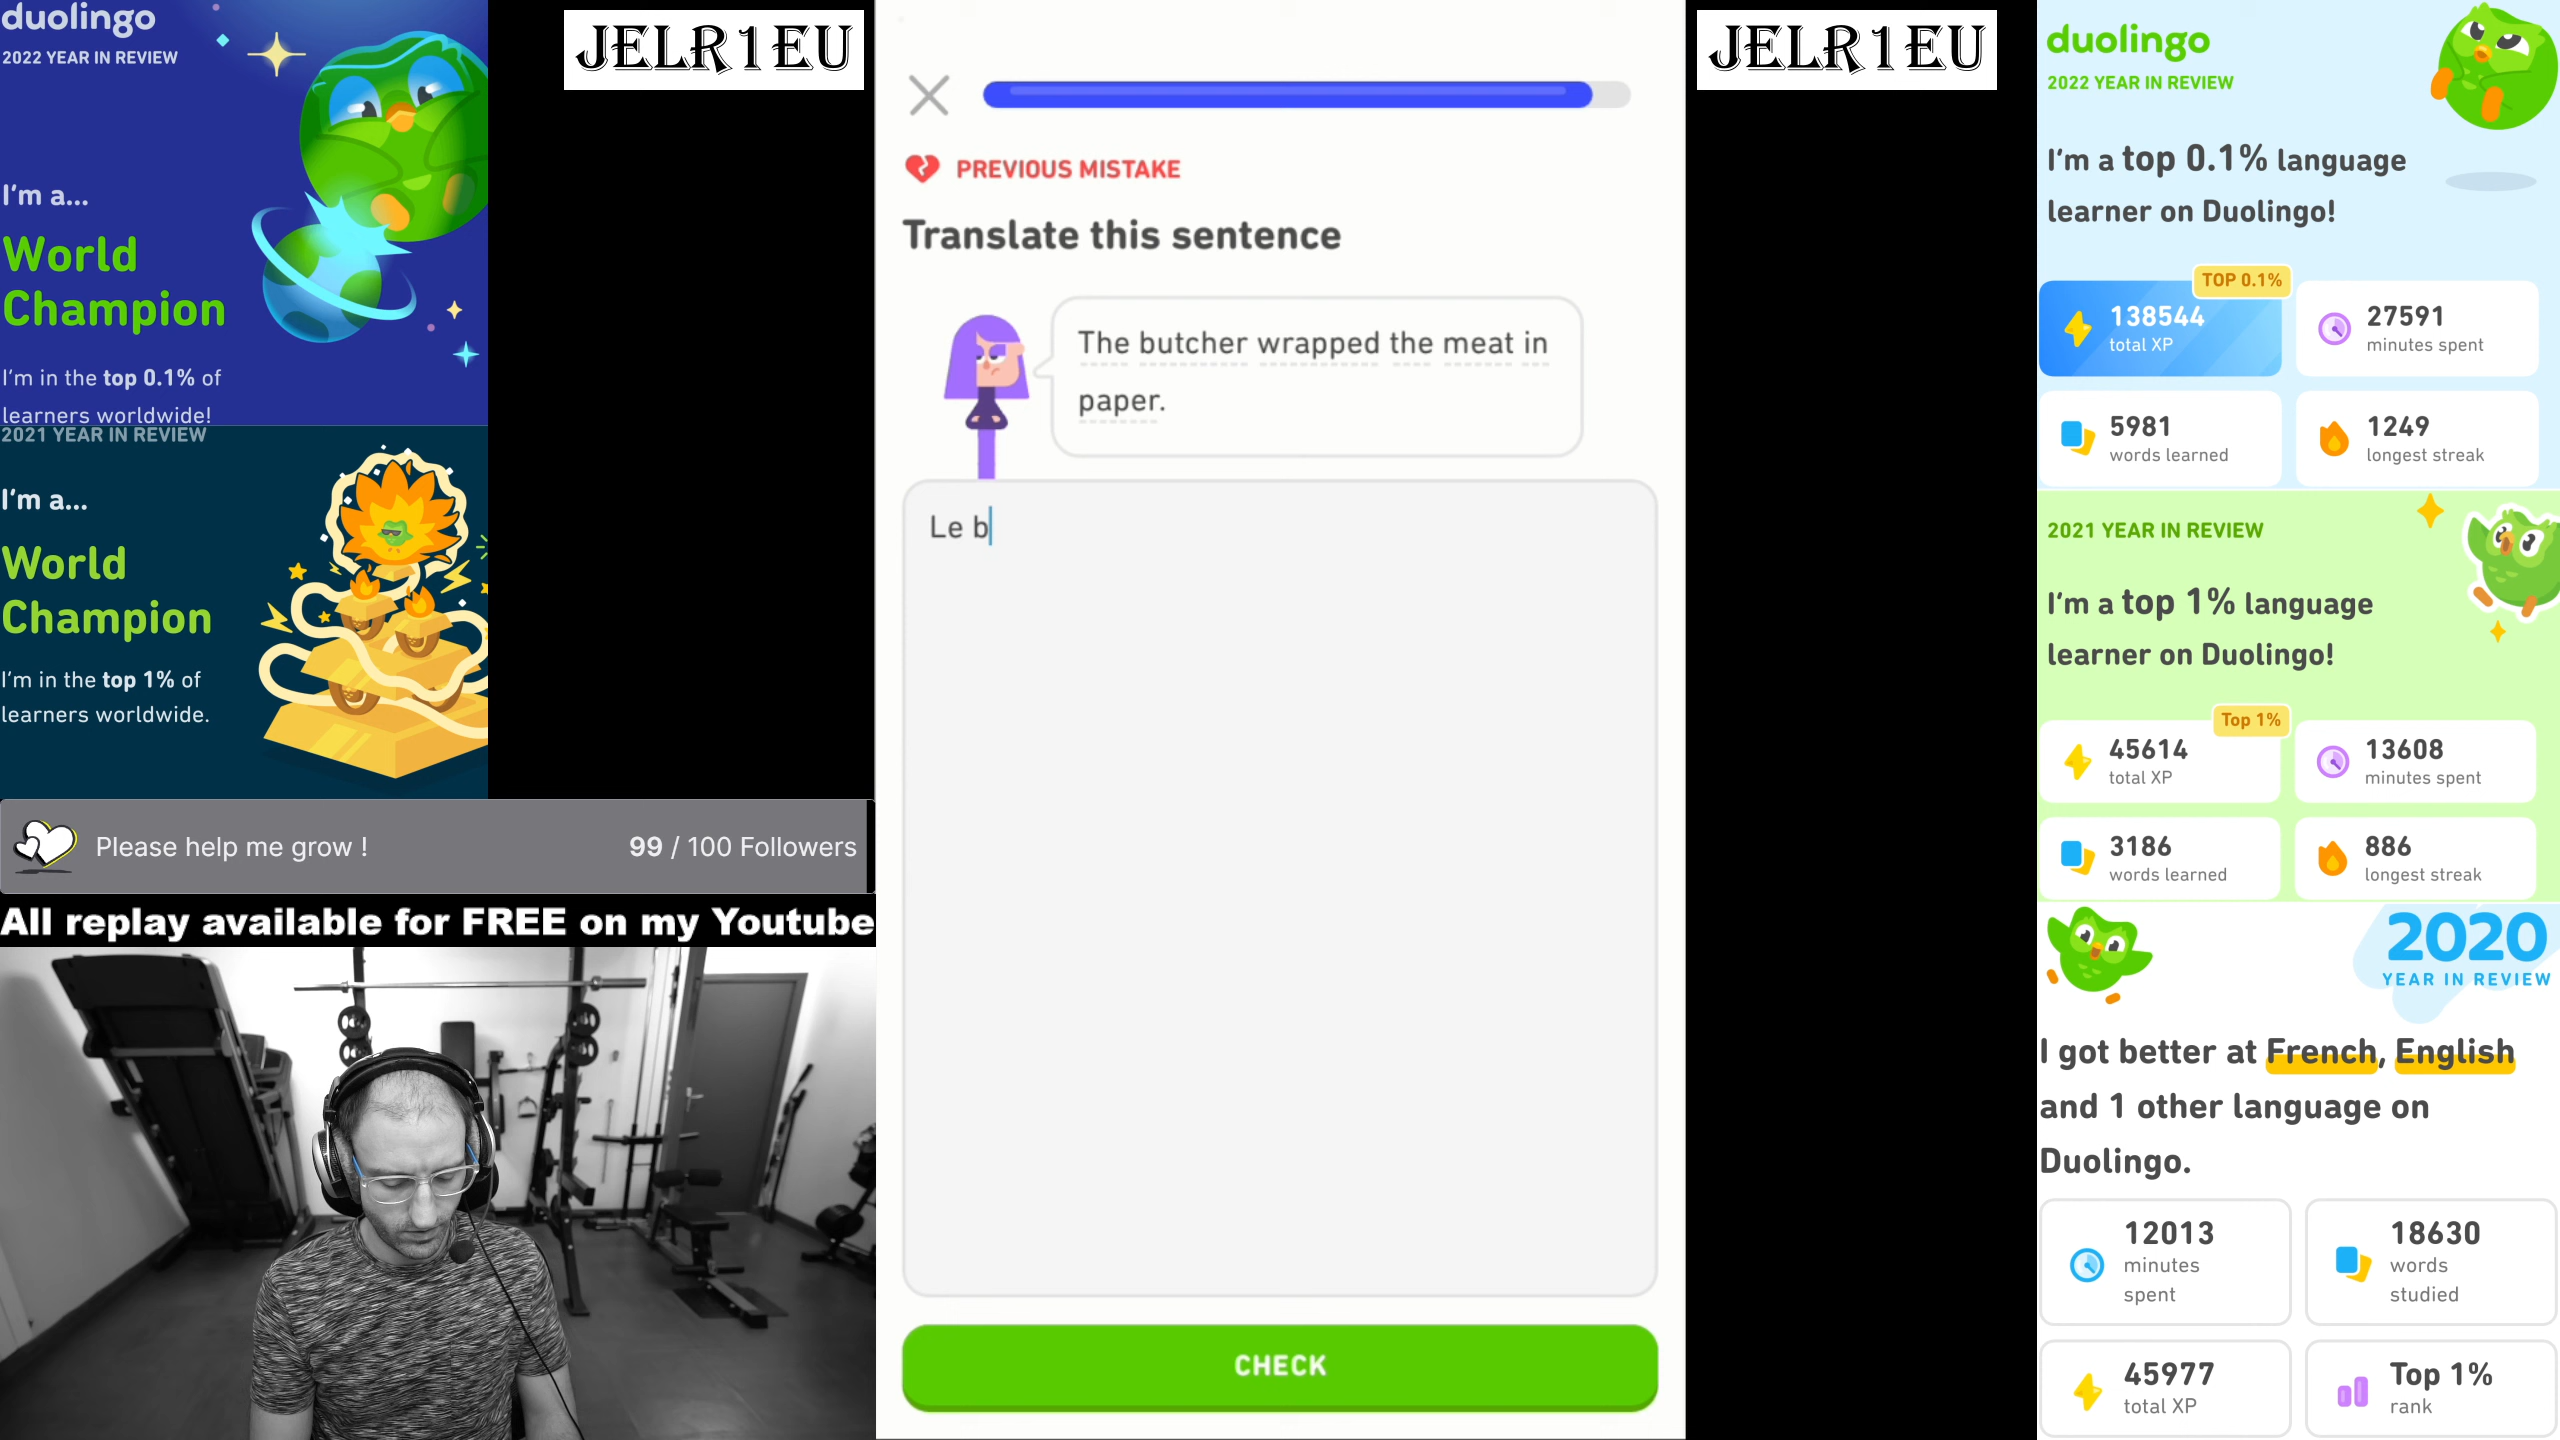 duolingo
2022 YEAR IN REVIEW
I'm a...
World
Champion
I'm in the top 0.1% of
learners worldwide!
2021 YEAR IN REVIEW
I'm a...
World
Champion
I'm in the top 1% of
learners worldwide.
Please help me grow !
99 / 100 Followers
All replay available for FREE on my Youtube
JELR1EU
PREVIOUS MISTAKE
Translate this sentence
The butcher wrapped the meat in
paper.
Le b
CHECK
JELR1EU
duolingo
2022 YEAR IN REVIEW
I'm a top 0.1% language
learner on Duolingo!
TOP 0.1%
138544
total XP
27591
minutes spent
5981
words learned
1249
longest streak
2021 YEAR IN REVIEW
I'm a top 1% language
learner on Duolingo!
Top 1%
45614
total XP
13608
minutes spent
3186
words learned
886
longest streak
2020
YEAR IN REVIEW
I got better at French, English
and 1 other language on
Duolingo.
12013
minutes
spent
18630
words
studied
45977
total XP
Top 1%
rank